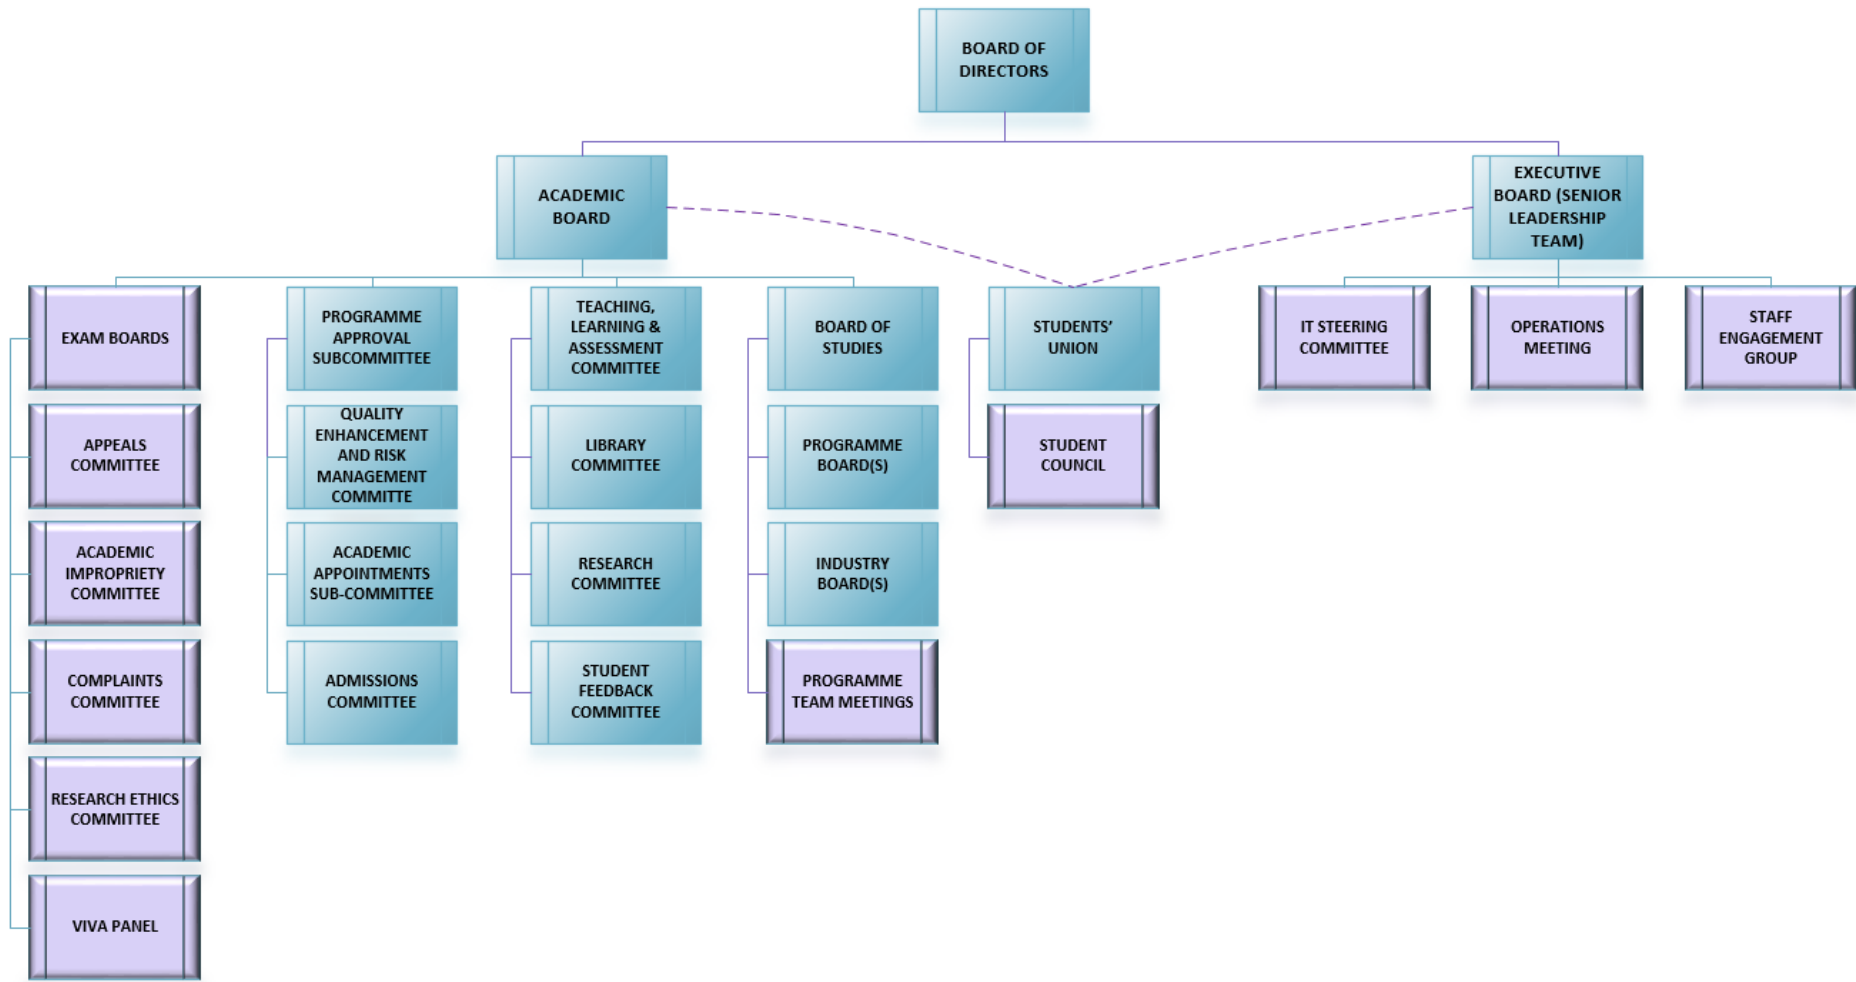 BOARD OF
DIRECTORS
ACADEMIC
BOARD
EXECUTIVE
BOARD (SENIOR
LEADERSHIP
TEAM)
EXAM BOARDS
PROGRAMME
APPROVAL
SUBCOMMITTEE
TEACHING,
LEARNING &
ASSESSMENT
COMMITTEE
BOARD OF
STUDIES
STUDENTS’
UNION
IT STEERING
COMMITTEE
OPERATIONS
MEETING
STAFF
ENGAGEMENT
GROUP
APPEALS
COMMITTEE
QUALITY
ENHANCEMENT
AND RISK
MANAGEMENT
COMMITTE
LIBRARY
COMMITTEE
PROGRAMME
BOARD(S)
STUDENT
COUNCIL
ACADEMIC
IMPROPRIETY
COMMITTEE
ACADEMIC
APPOINTMENTS
SUB-COMMITTEE
RESEARCH
COMMITTEE
INDUSTRY
BOARD(S)
COMPLAINTS
COMMITTEE
ADMISSIONS
COMMITTEE
STUDENT
FEEDBACK
COMMITTEE
PROGRAMME
TEAM MEETINGS
RESEARCH ETHICS
COMMITTEE
VIVA PANEL